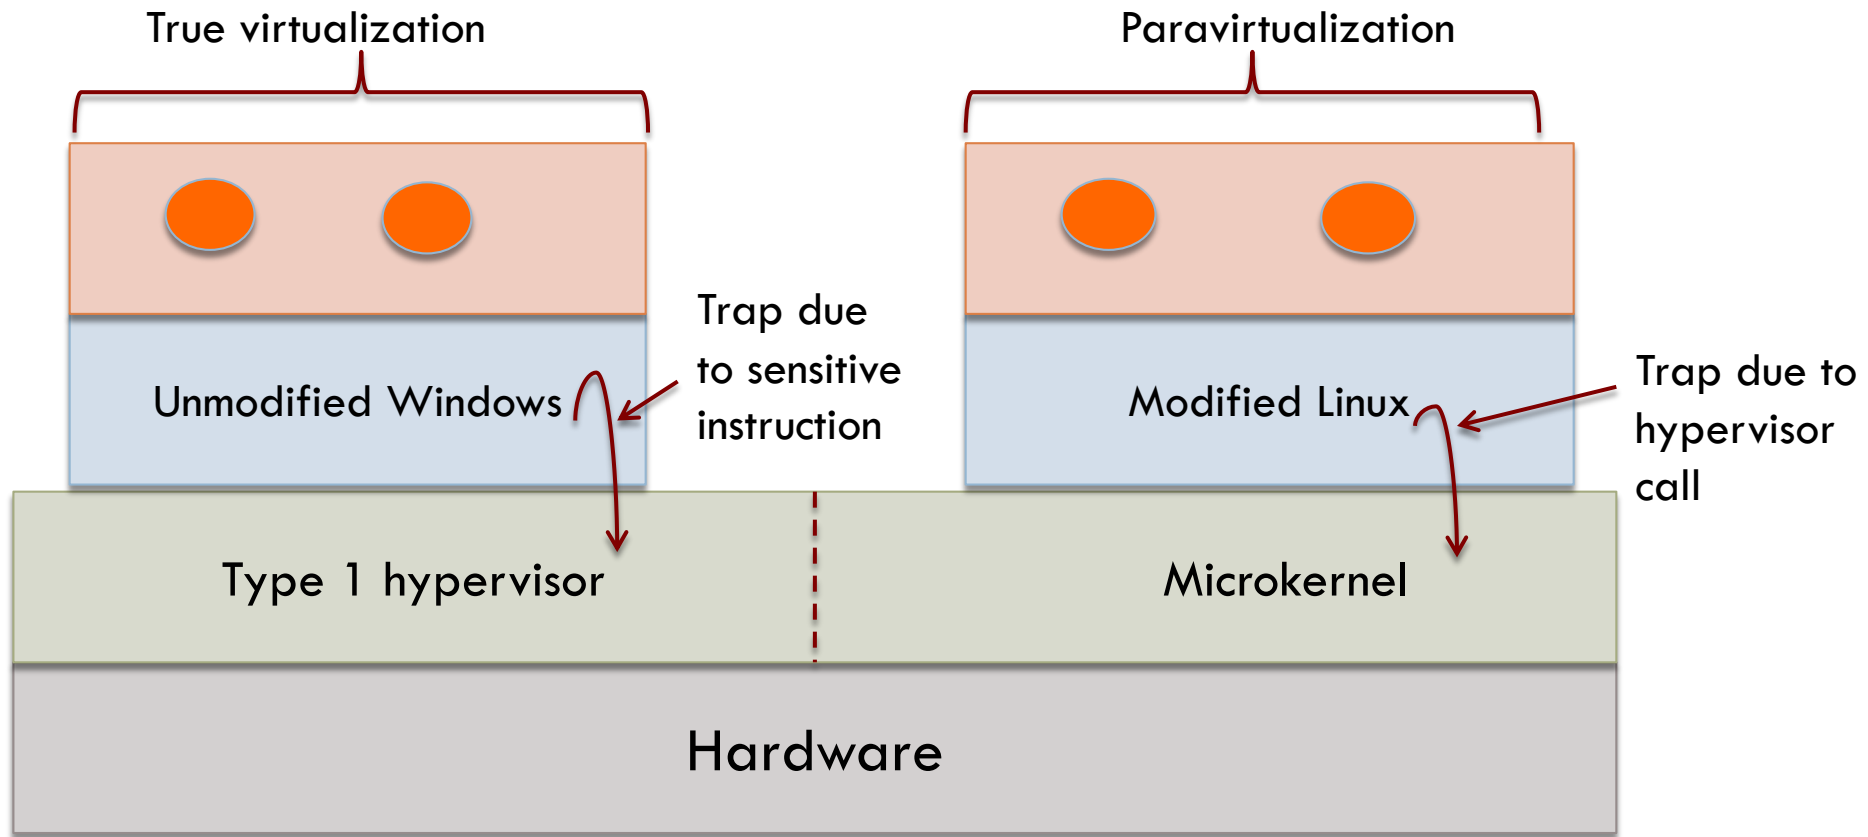 True virtualization
Paravirtualization
Trap due
to sensitive
instruction
Unmodified Windows
Modified Linux
Trap due to
hypervisor
call
Type 1 hypervisor
Microkernel
Hardware